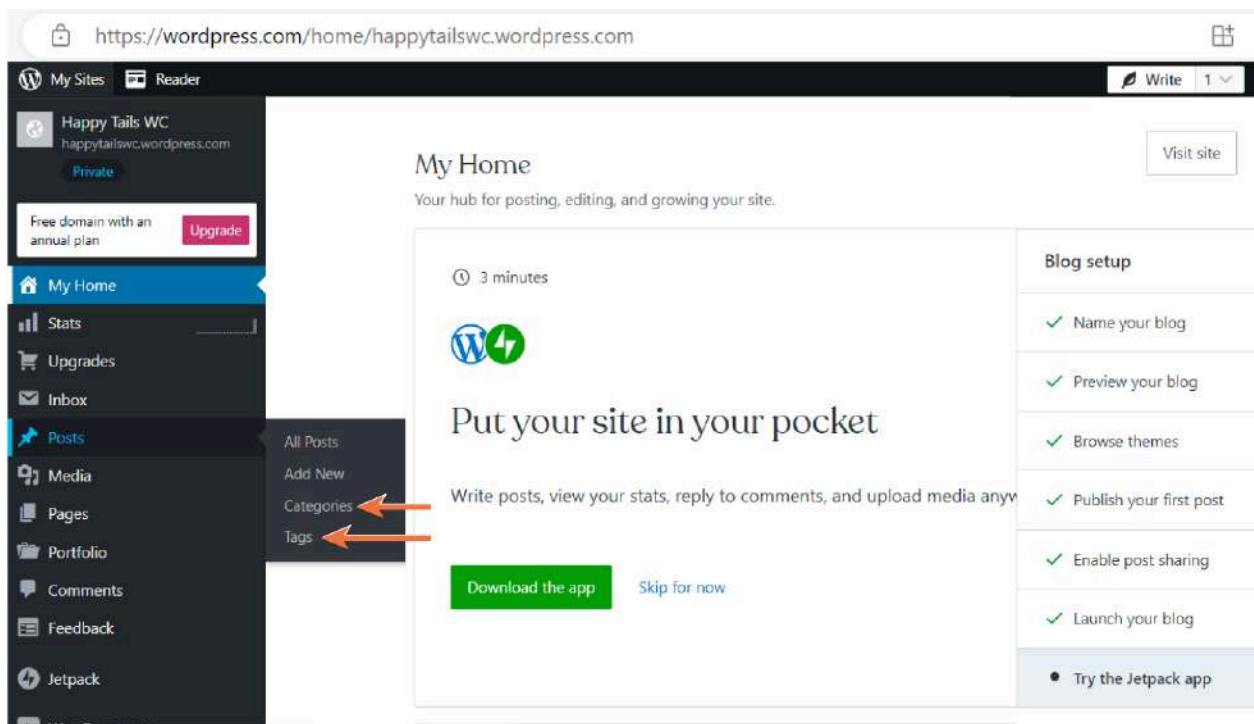 https://wordpress.com/home/happytailswc.wordpress.com
My Sites Reader Write 1
Happy Tails WC
happytailswc.wordpress.com
Private
Free domain with an
annual plan
Upgrade
My Home
Stats
Upgrades
Inbox
Posts
Media
Pages
Portfolio
Comments
Feedback
Jetpack
All Posts
Add New
Categories
Tags
My Home
Your hub for posting, editing, and growing your site.
Visit site
3 minutes
Put your site in your pocket
Write posts, view your stats, reply to comments, and upload media anyw
Download the app Skip for now
Blog setup
Name your blog
Preview your blog
Browse themes
Publish your first post
Enable post sharing
Launch your blog
Try the Jetpack app